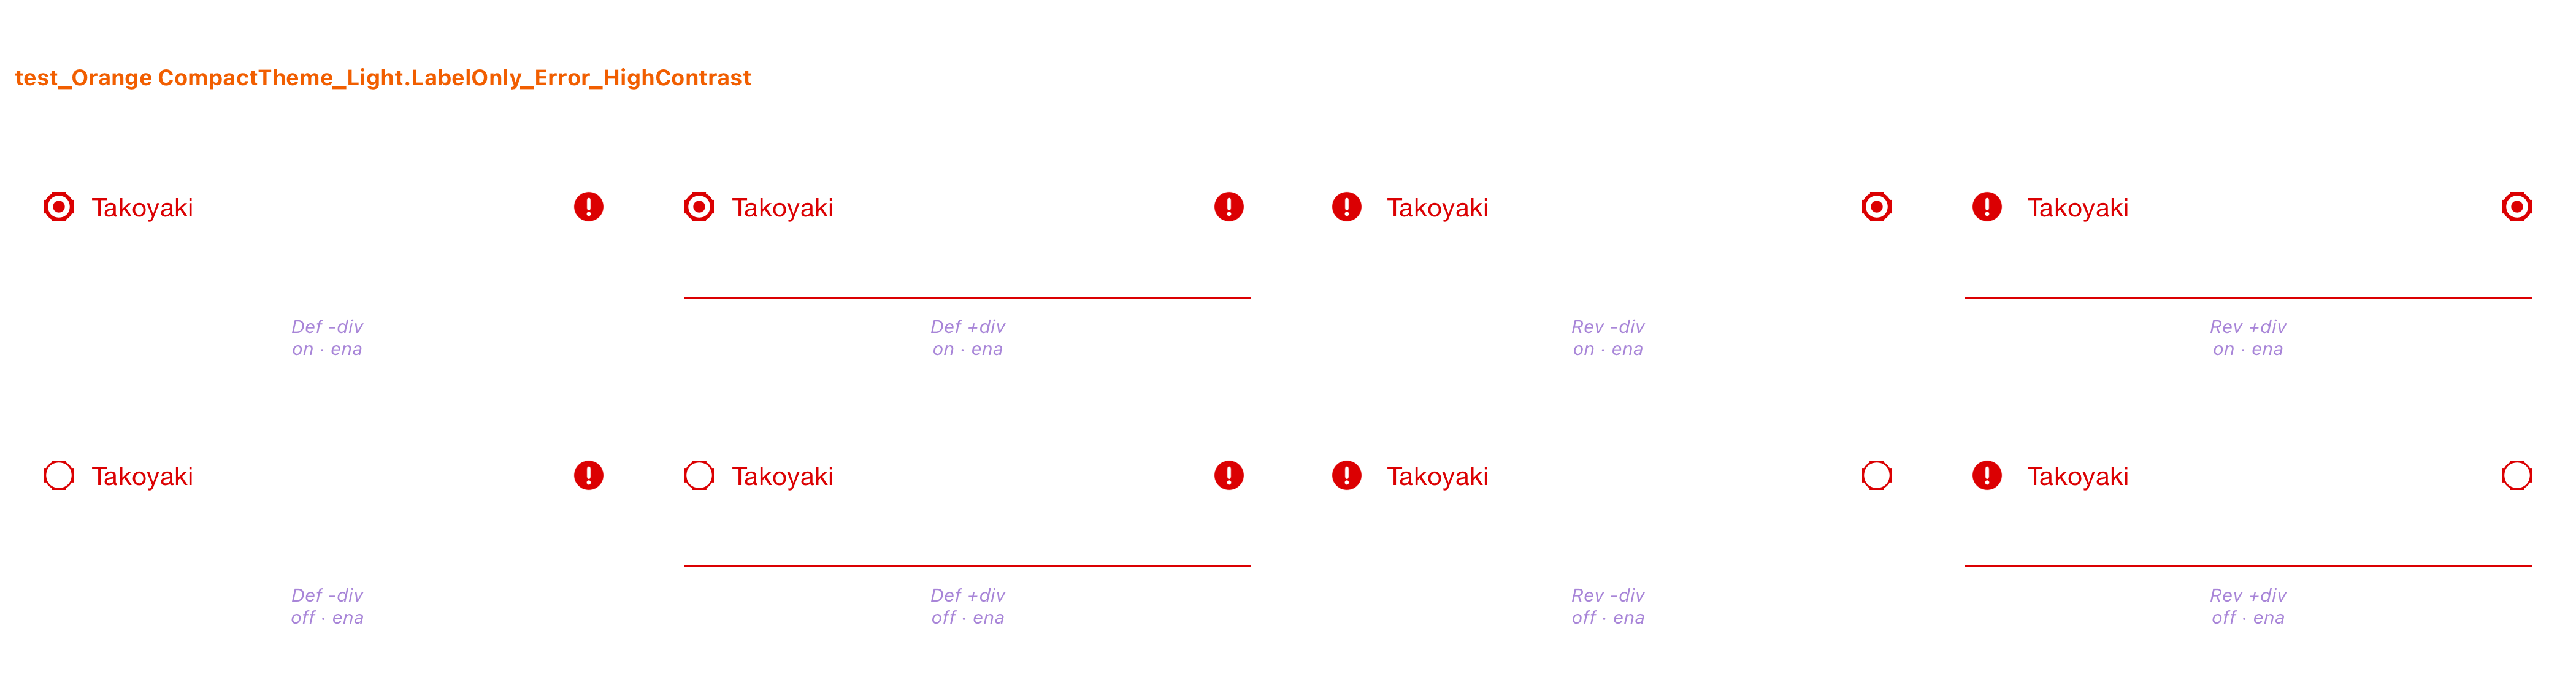 test_Orange CompactTheme_Light.LabelOnly_Error_HighContrast
Takoyaki
Takoyaki
Takoyaki
Takoyaki
Def -div
on · ena
Def +div
on · ena
Rev -div
on · ena
Rev +div
on · ena
Takoyaki
Takoyaki
Takoyaki
Takoyaki
Def -div
off · ena
Def +div
off · ena
Rev -div
off · ena
Rev +div
off · ena